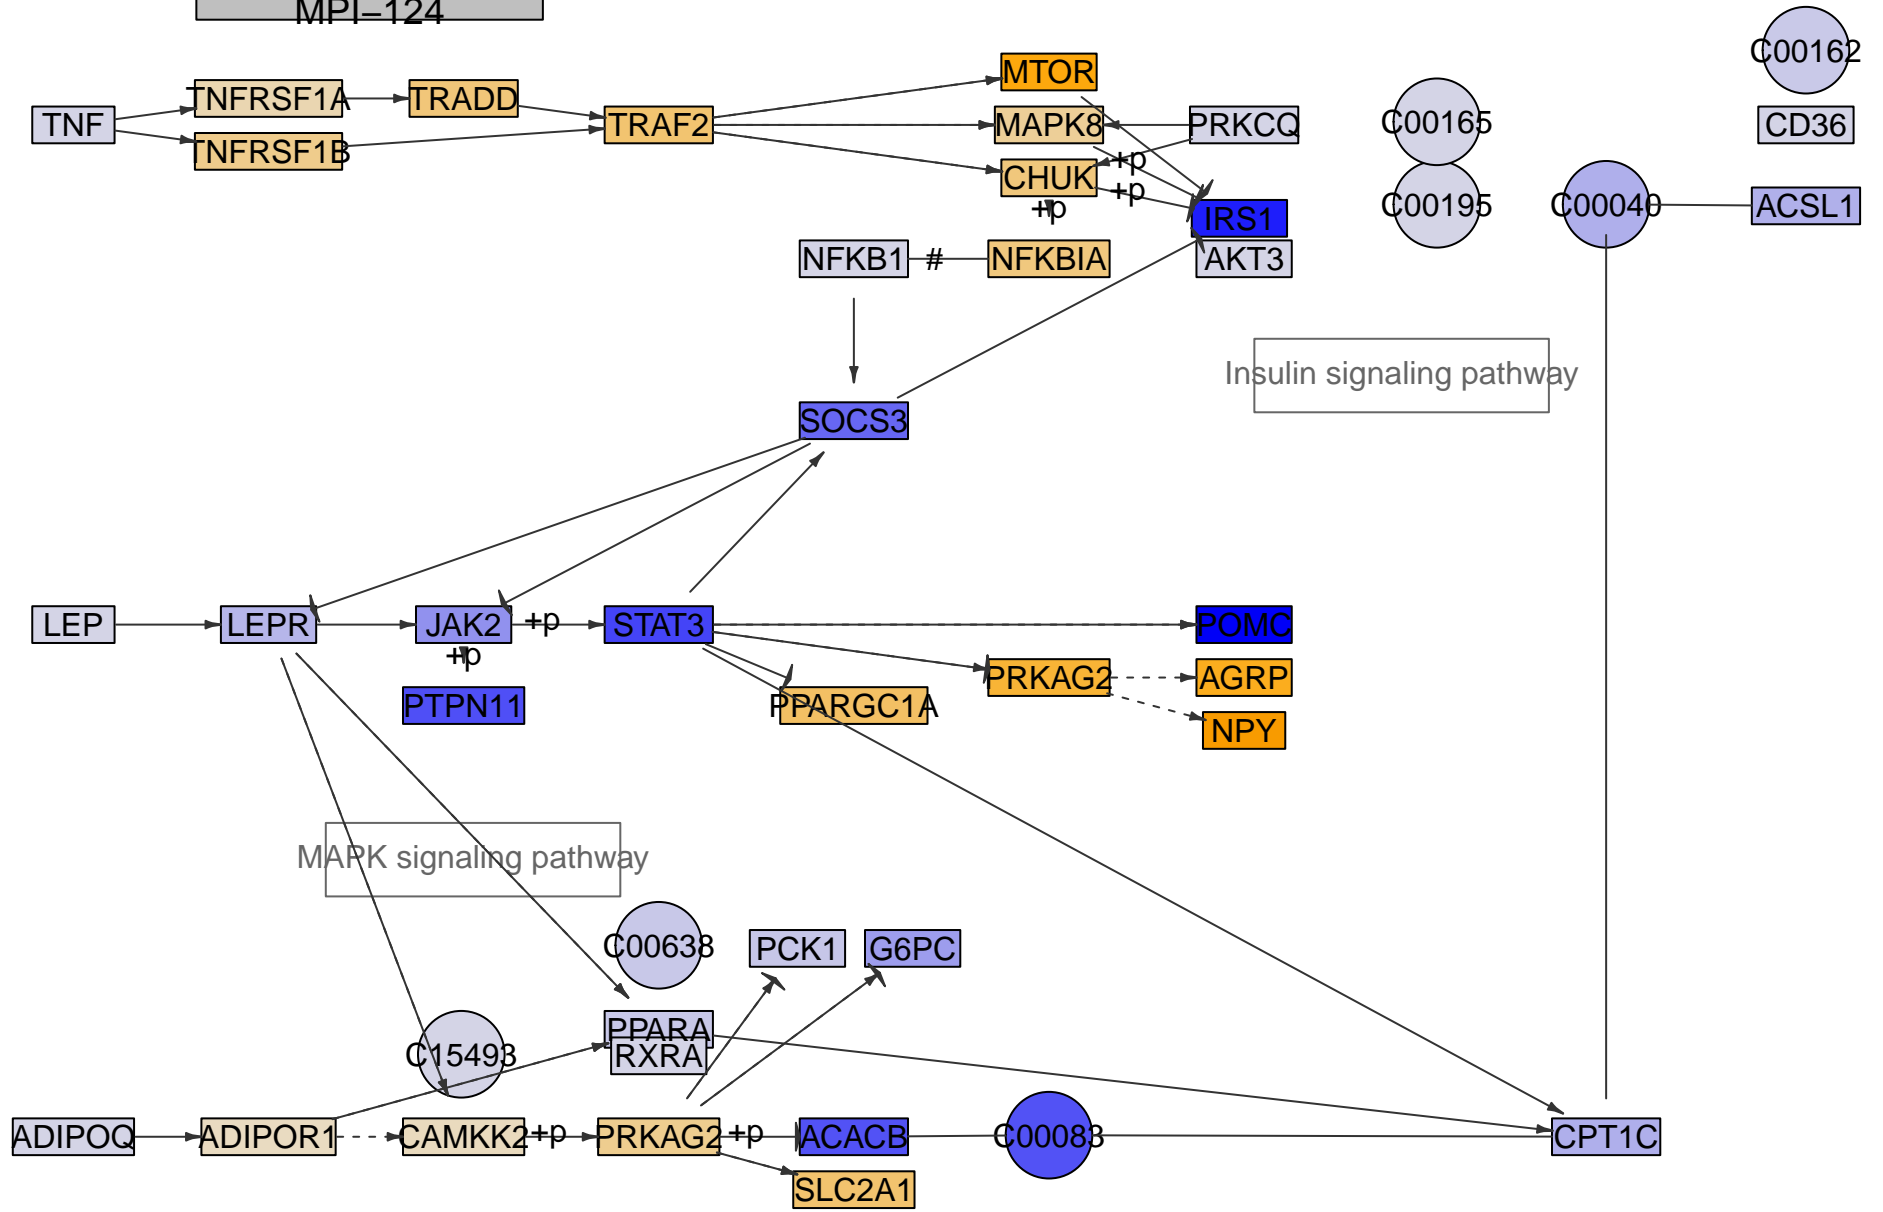 MPI−124
C00162
TNFRSF1A
TRADD
MTOR
TNF
TRAF2
MAPK8
PRKCQ
C00165
CD36
TNFRSF1B
+p
CHUK
+p
+p
IRS1
C00195
C00040
ACSL1
NFKB1
#
NFKBIA
AKT3
Insulin signaling pathway
SOCS3
LEP
LEPR
JAK2
+p
STAT3
POMC
+p
PTPN11
PPARGC1A
PRKAG2
AGRP
NPY
MAPK signaling pathway
C00638
PCK1
G6PC
PPARA
RXRA
C15493
ADIPOQ
ADIPOR1
CAMKK2
+p
PRKAG2
+p
ACACB
C00083
CPT1C
SLC2A1